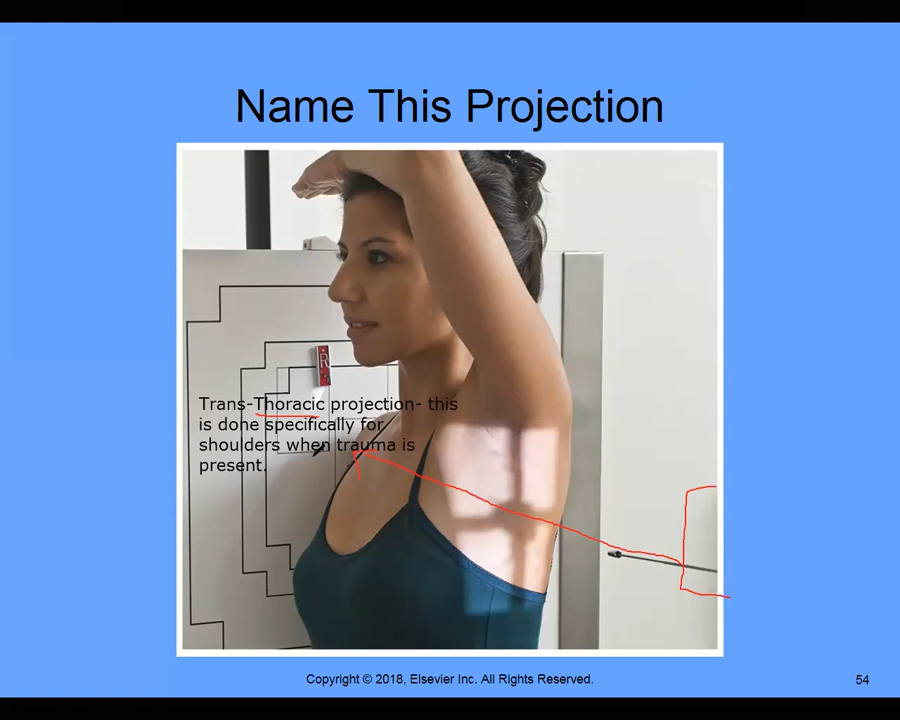 Name This Projection
R
Trans-Thoracic projection- this
is done specifically for
shoulders when trauma is
present.
Copyright © 2018, Elsevier Inc. All Rights Reserved.
54